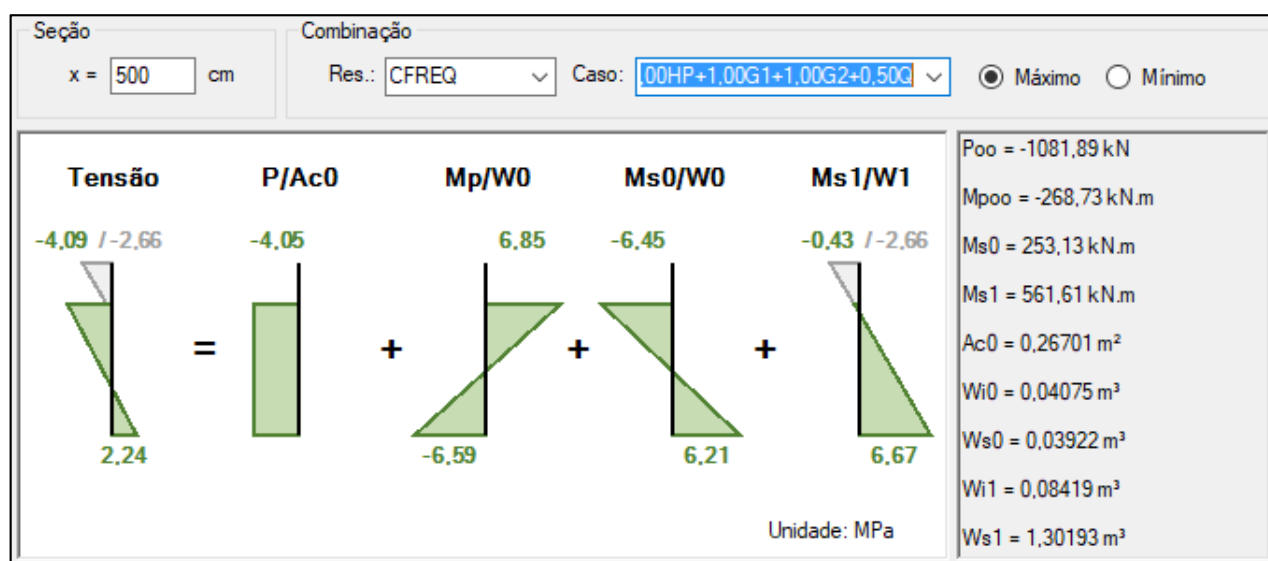 Seção
Combinação
x = 500 cm
Res.: CFREQ
Caso: ,00HP+1,00G1+1,00G2+0,50Q
Máximo
Mínimo
Tensão
P/Ac0
Mp/W0
Ms0/W0
Ms1/W1
-4,09 / -2,66
-4,05
6,85
-6,45
-0,43 / -2,66
=
+
+
+
2,24
-6,59
6,21
6,67
Unidade: MPa
Poo = -1081,89 kN
Mpoo = -268,73 kN.m
Ms0 = 253,13 kN.m
Ms1 = 561,61 kN.m
Ac0 = 0,26701 m²
Wi0 = 0,04075 m³
Ws0 = 0,03922 m³
Wi1 = 0,08419 m³
Ws1 = 1,30193 m³